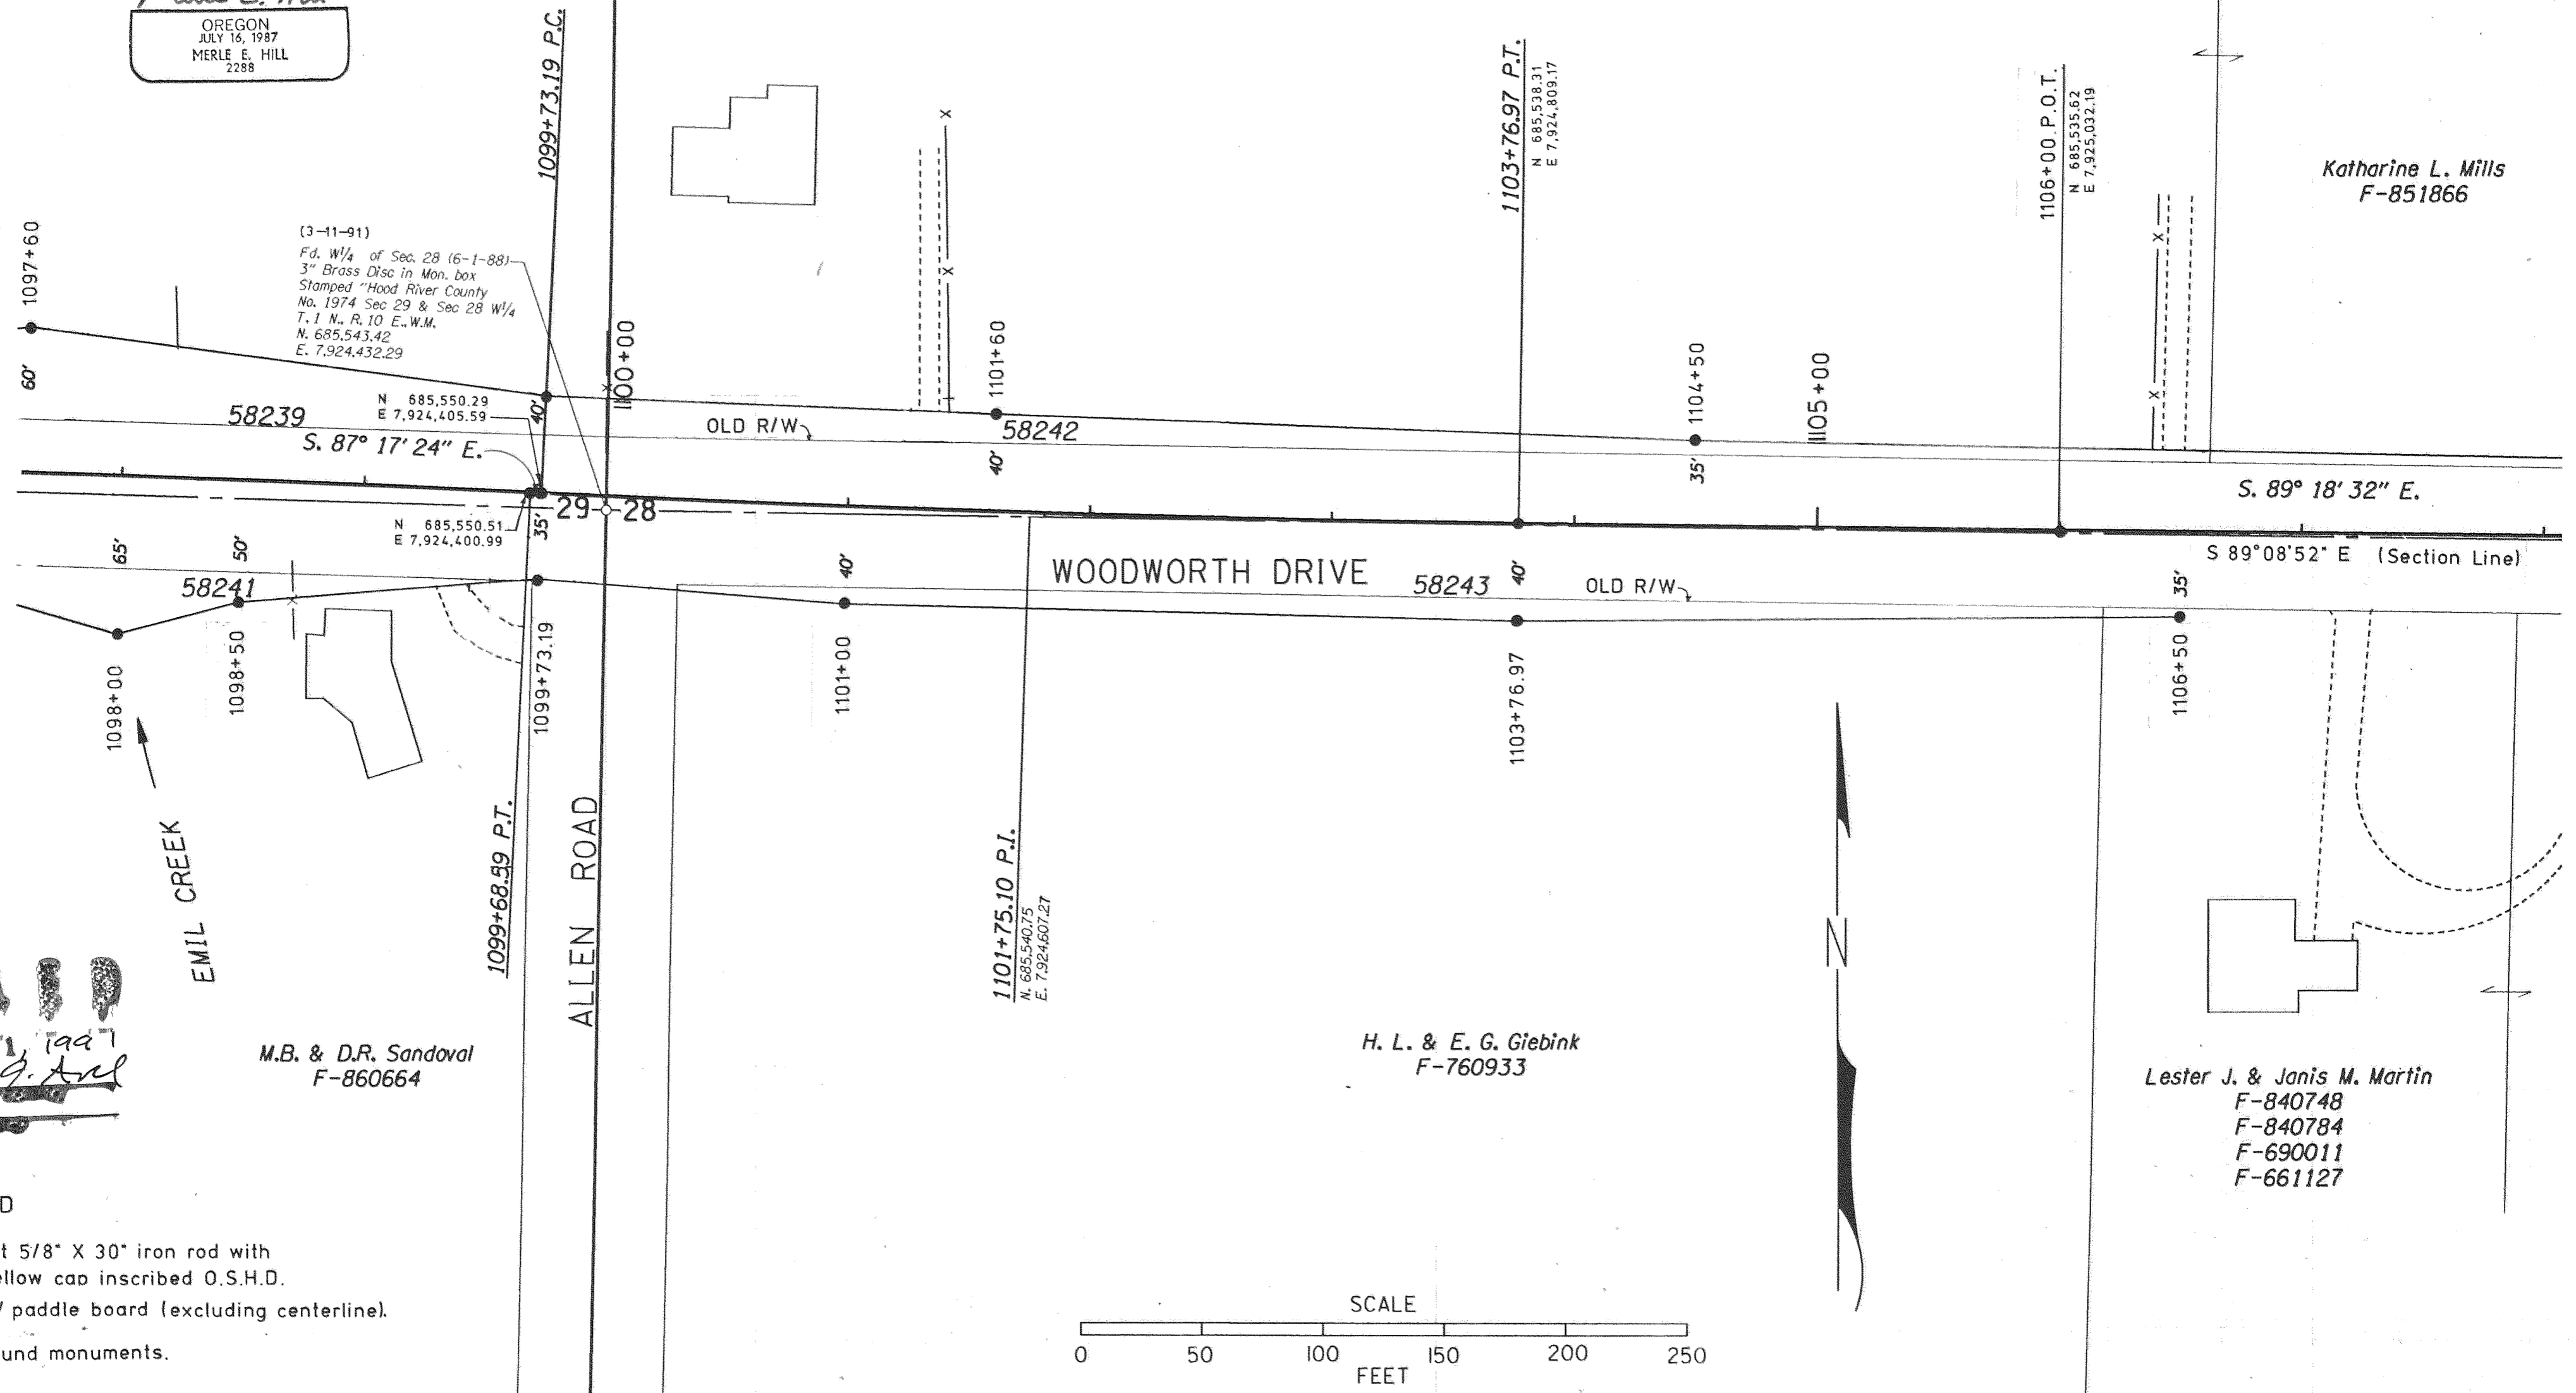 OREGON
JULY 16, 1987
MERLE E. HILL
2288
1099+73.19 P.C.
1103+76.97 P.T.
N 685,538.31
E 7,924,809.17
1106+00 P.O.T.
N 685,535.62
E 7,925,032.19
Katharine L. Mills
F-851866
1097+60
60'
(3-11-91)
Fd. W1/4 of Sec. 28 (6-1-88)
3" Brass Disc in Mon. box
Stamped "Hood River County
No. 1974 Sec 29 & Sec 28 W1/4
T. 1 N., R. 10 E., W.M.
N. 685,543.42
E. 7,924,432.29
1100+00
1101+60
1104+50
1105+00
X
X
X
X
X
58239
N 685,550.29
E 7,924,405.59
40'
S. 87° 17' 24" E.
OLD R/W
58242
40'
35'
S. 89° 18' 32" E.
29
28
N 685,550.51
E 7,924,400.99
35'
S 89°08'52" E (Section Line)
65'
50'
58241
X
40'
WOODWORTH DRIVE
58243
40'
OLD R/W
35'
1098+00
1098+50
1099+73.19
1101+00
1103+76.97
1106+50
EMIL CREEK
1099+68.59 P.T.
ALLEN ROAD
1101+75.10 P.I.
N. 685,540.75
E. 7,924,607.27
N
M.B. & D.R. Sandoval
F-860664
H. L. & E. G. Giebink
F-760933
Lester J. & Janis M. Martin
F-840748
F-840784
F-690011
F-661127
1, 1997
D
t 5/8" X 30" iron rod with
ellow cap inscribed O.S.H.D.
/ paddle board (excluding centerline).
und monuments.
SCALE
0 50 100 150 200 250
FEET